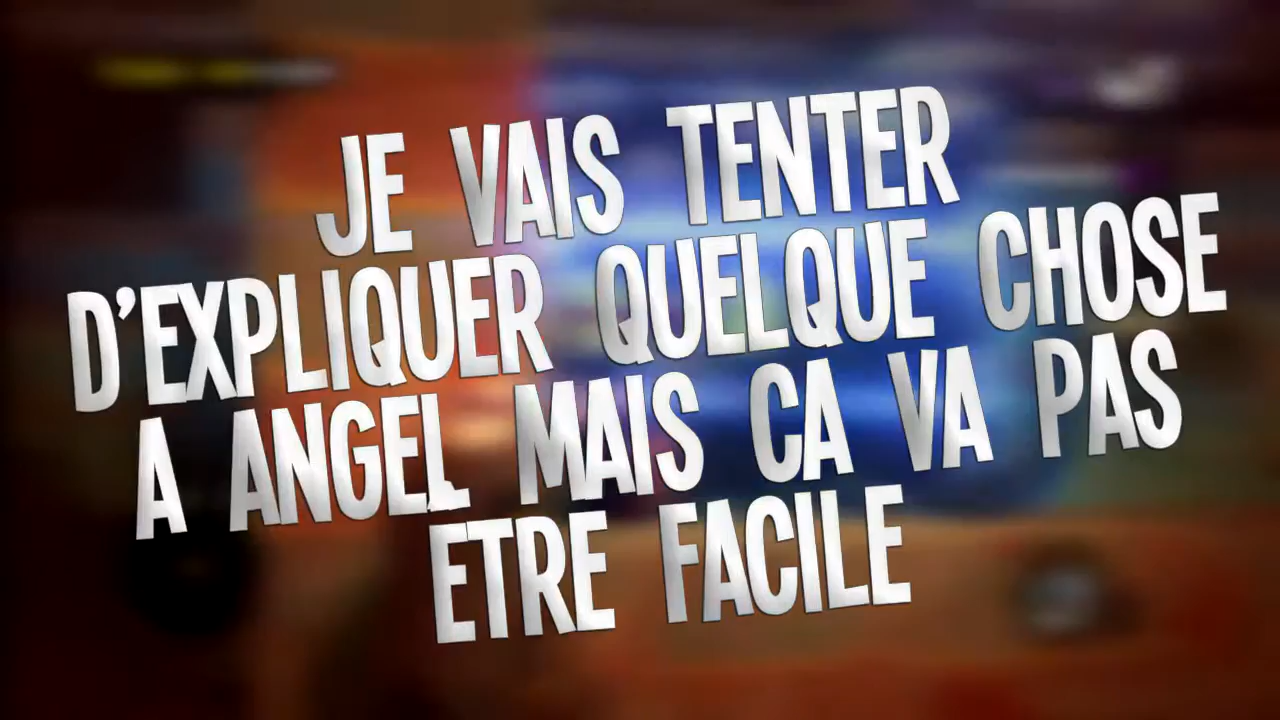 JE VAIS TENTER
D'EXPLIQUER QUELQUE CHOSE
A ANGEL MAIS CA VA PAS
ETRE FACILE